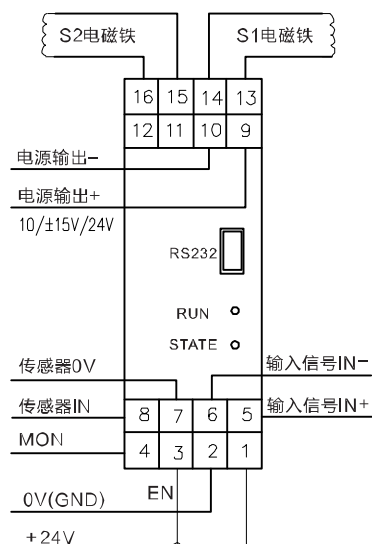 S2电磁铁 S1电磁铁
16 15 14 13
12 11 10 9
电源输出-
电源输出+
10/±15V/24V
RS232
RUN
STATE
传感器0V 输入信号IN-
传感器IN 8 7 6 5 输入信号IN+
MON 4 3 2 1
0V(GND) EN
+24V